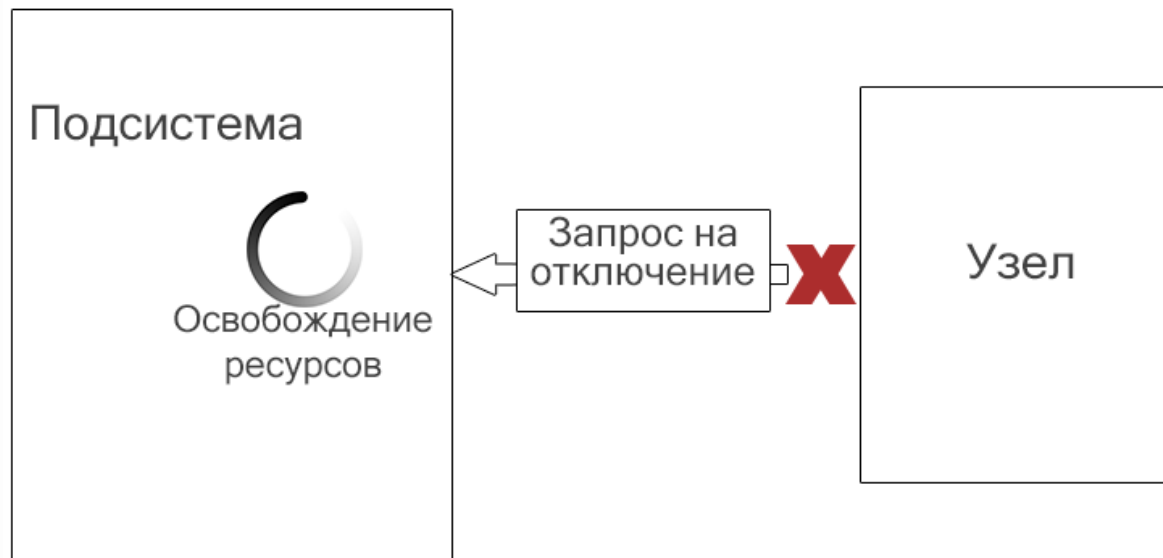 Подсистема
Освобождение
ресурсов
Запрос на
отключение
Узел